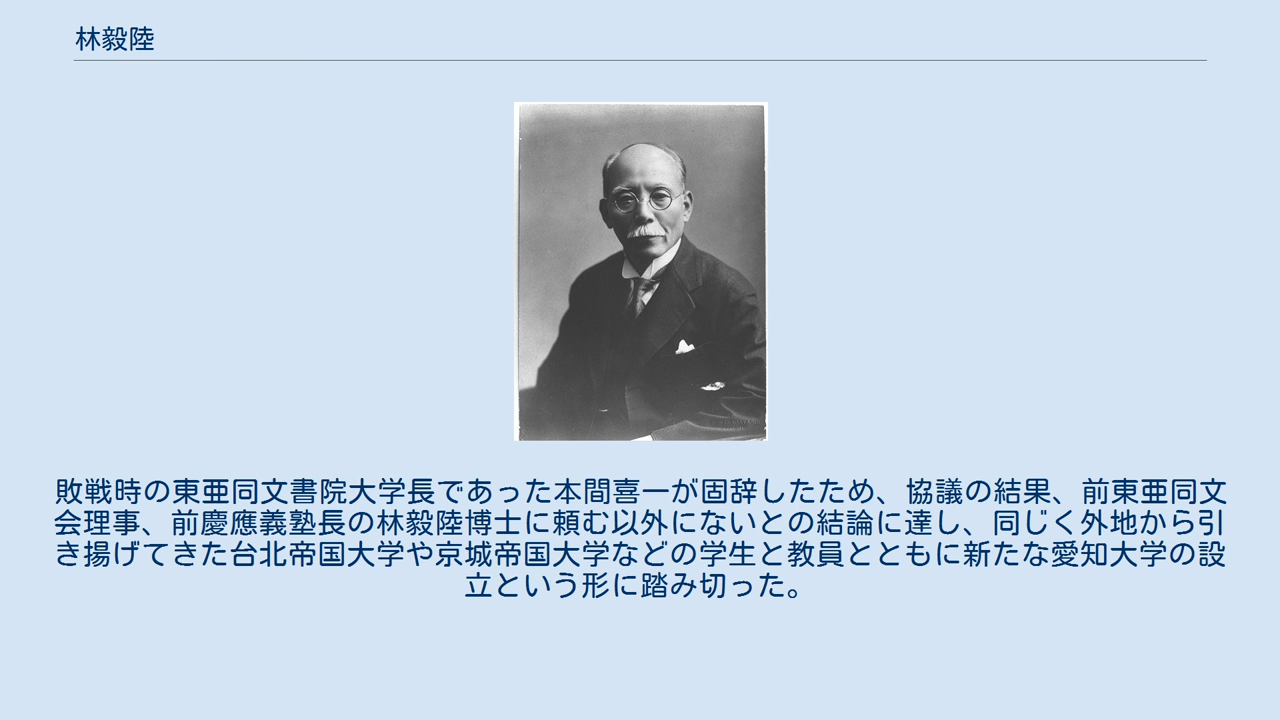 林毅陸
敗戦時の東亜同文書院大学長であった本間喜一が固辞したため、協議の結果、前東亜同文
会理事、前慶應義塾長の林毅陸博士に頼む以外にないとの結論に達し、同じく外地から引
き揚げてきた台北帝国大学や京城帝国大学などの学生と教員とともに新たな愛知大学の設
立という形に踏み切った。